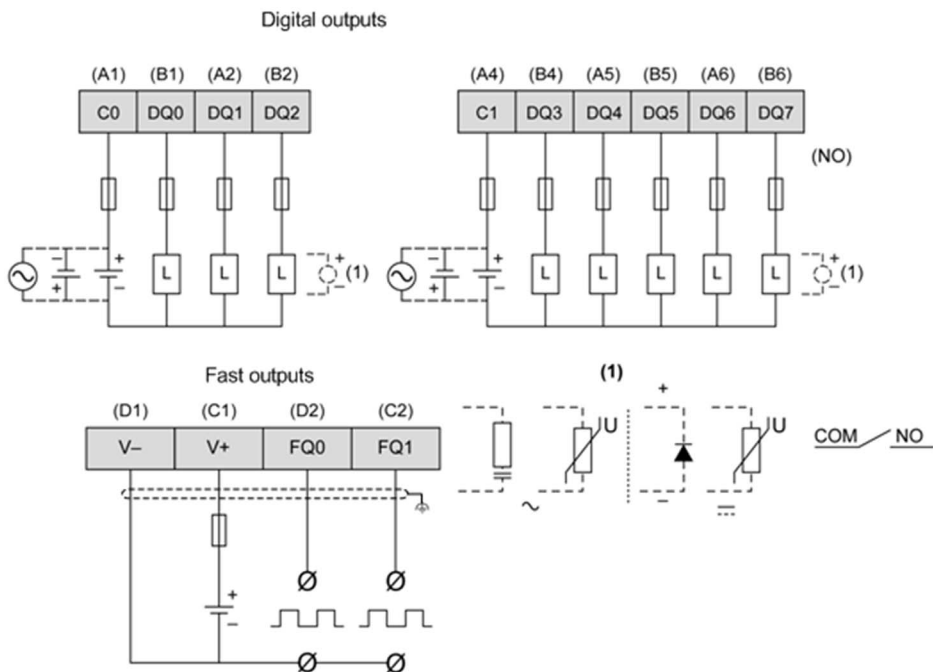 Digital outputs
(A1) (B1) (A2) (B2) (A4) (B4) (A5) (B5) (A6) (B6)
C0 DQ0 DQ1 DQ2 C1 DQ3 DQ4 DQ5 DQ6 DQ7
(NO)
− + + − L L L + − (1) − + + − L L L L L + − (1)
Fast outputs (1)
(D1) (C1) (D2) (C2)
V− V+ FQ0 FQ1
U + − U
COM NO
+ −